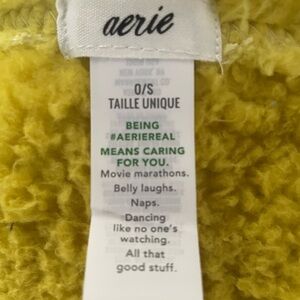 aerie
O/S
TAILLE UNIQUE
BEING
#AERIEREAL
MEANS CARING
FOR YOU.
Movie marathons.
Belly laughs.
Naps.
Dancing
like no one's
watching.
All that
good stuff.